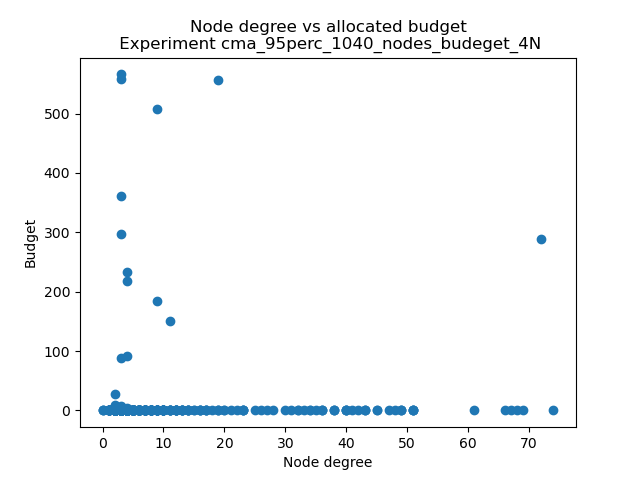 Node degree vs allocated budget
Experiment cma_95perc_1040_nodes_budeget_4N
500
400
300
200
100
0
Budget
0 10 20 30 40 50 60 70
Node degree